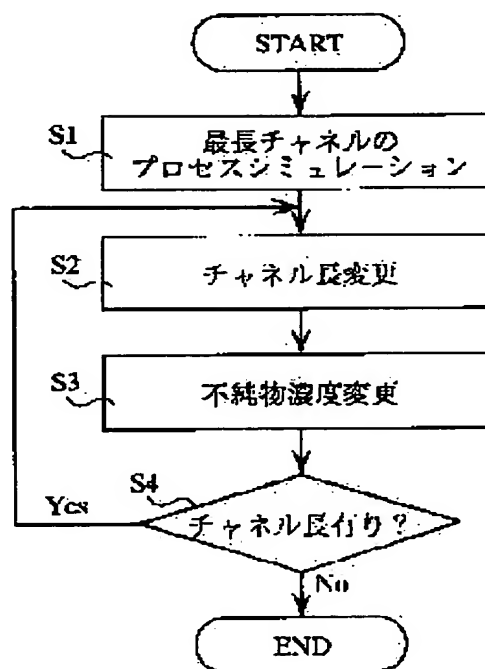 START
S1
最長チャネルの
プロセスシミュレーション
S2
チャネル長変更
S3
不純物濃度変更
S4
チャネル長有り？
Yes
No
END